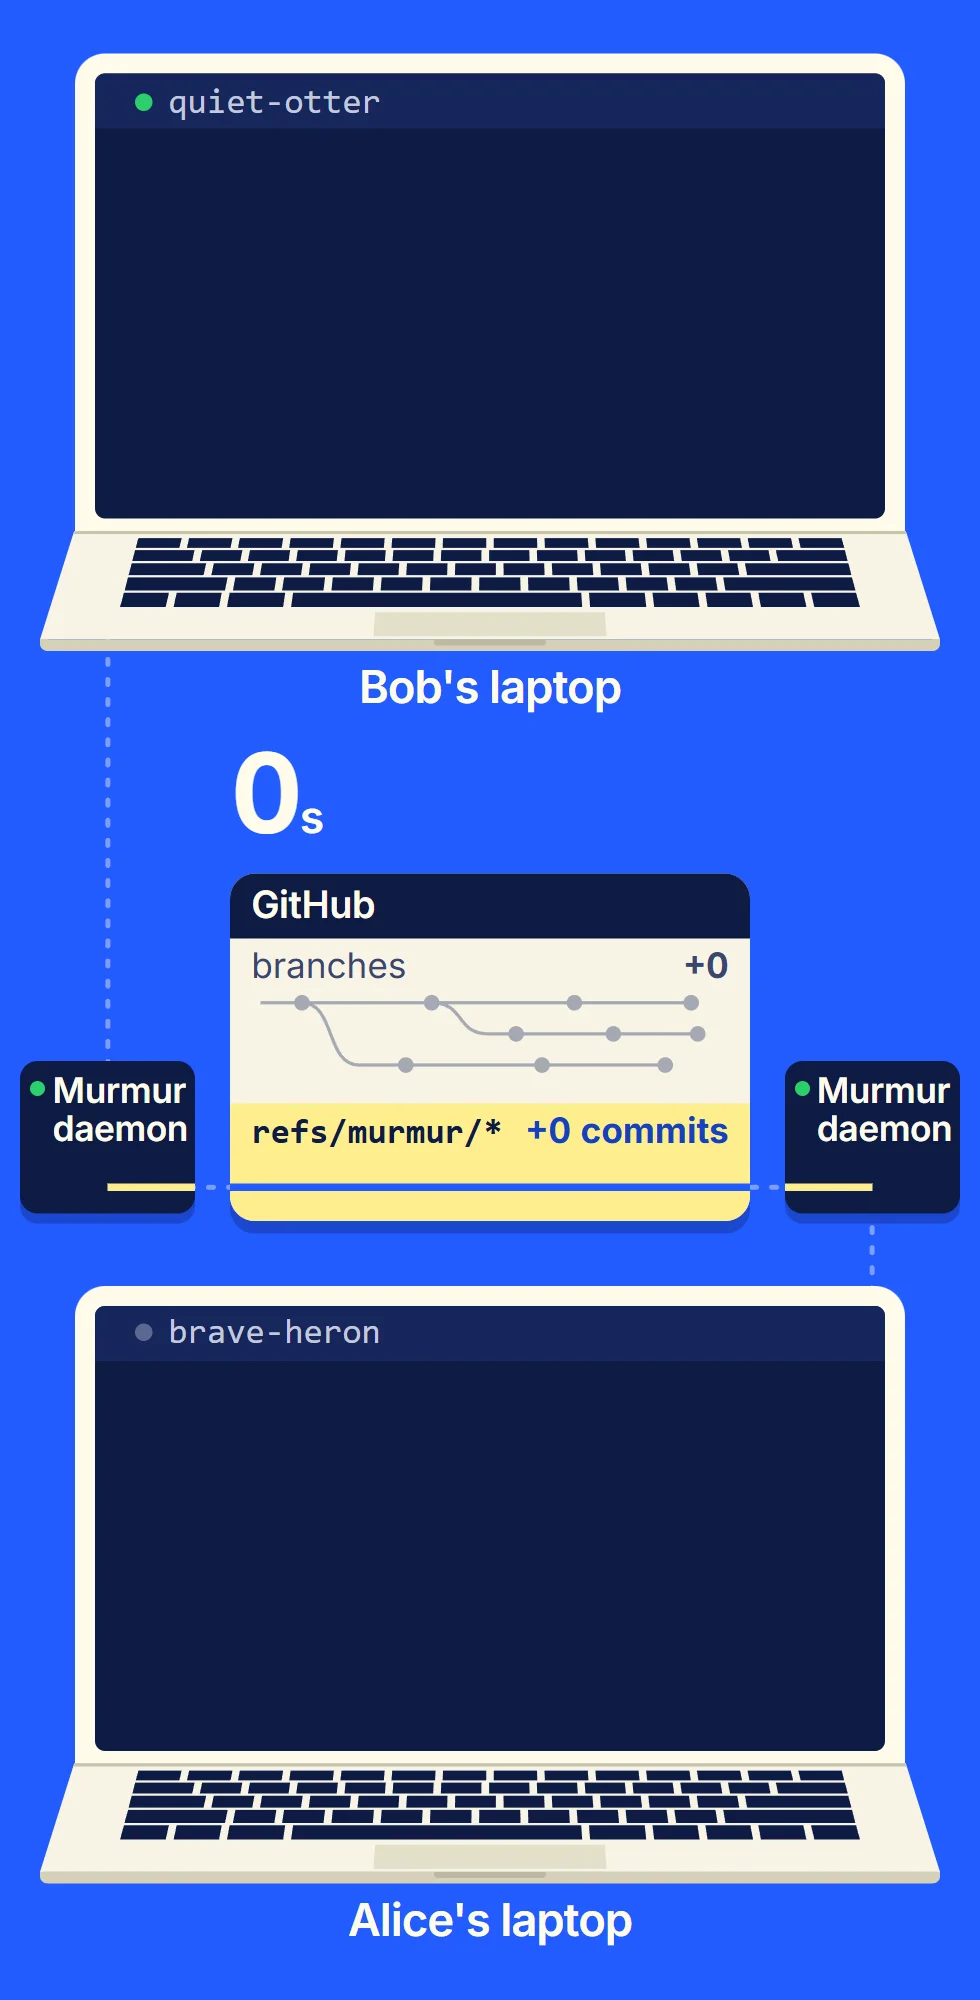 quiet-otter
Bob's laptop
0s
GitHub
branches +0
Murmur
daemon
refs/murmur/* +0 commits
Murmur
daemon
brave-heron
Alice's laptop